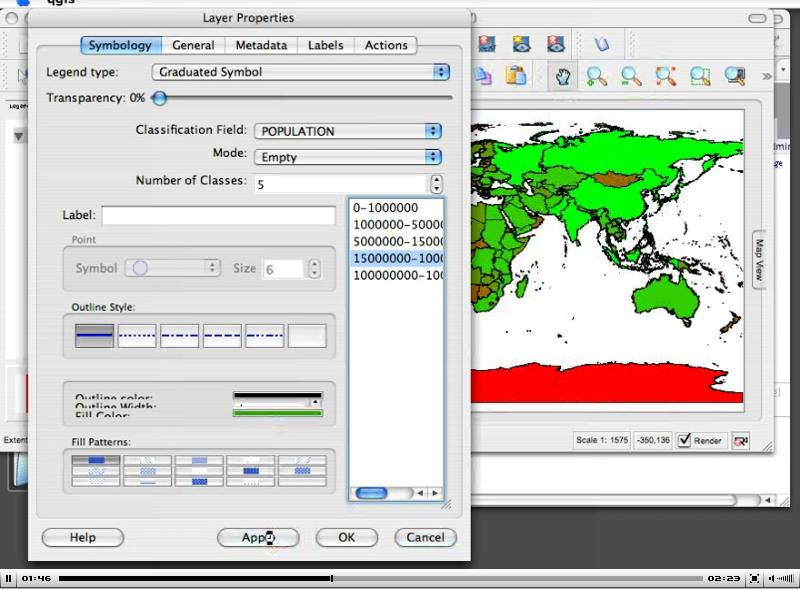 qgis
Layer Properties
Symbology General Metadata Labels Actions
Legend type: Graduated Symbol
Transparency: 0%
Classification Field: POPULATION
Mode: Empty
Number of Classes: 5
Label:
0-1000000
1000000-50000
5000000-15000
15000000-1000
100000000-100
Point
Symbol Size 6
Outline Style:
Outline color:
Outline Width:
Fill Color:
Fill Patterns:
Help Apply OK Cancel
Legen
Extent
Map View
Scale 1: 1575 -350,136 Render
dmin
ge
01:46 02:23